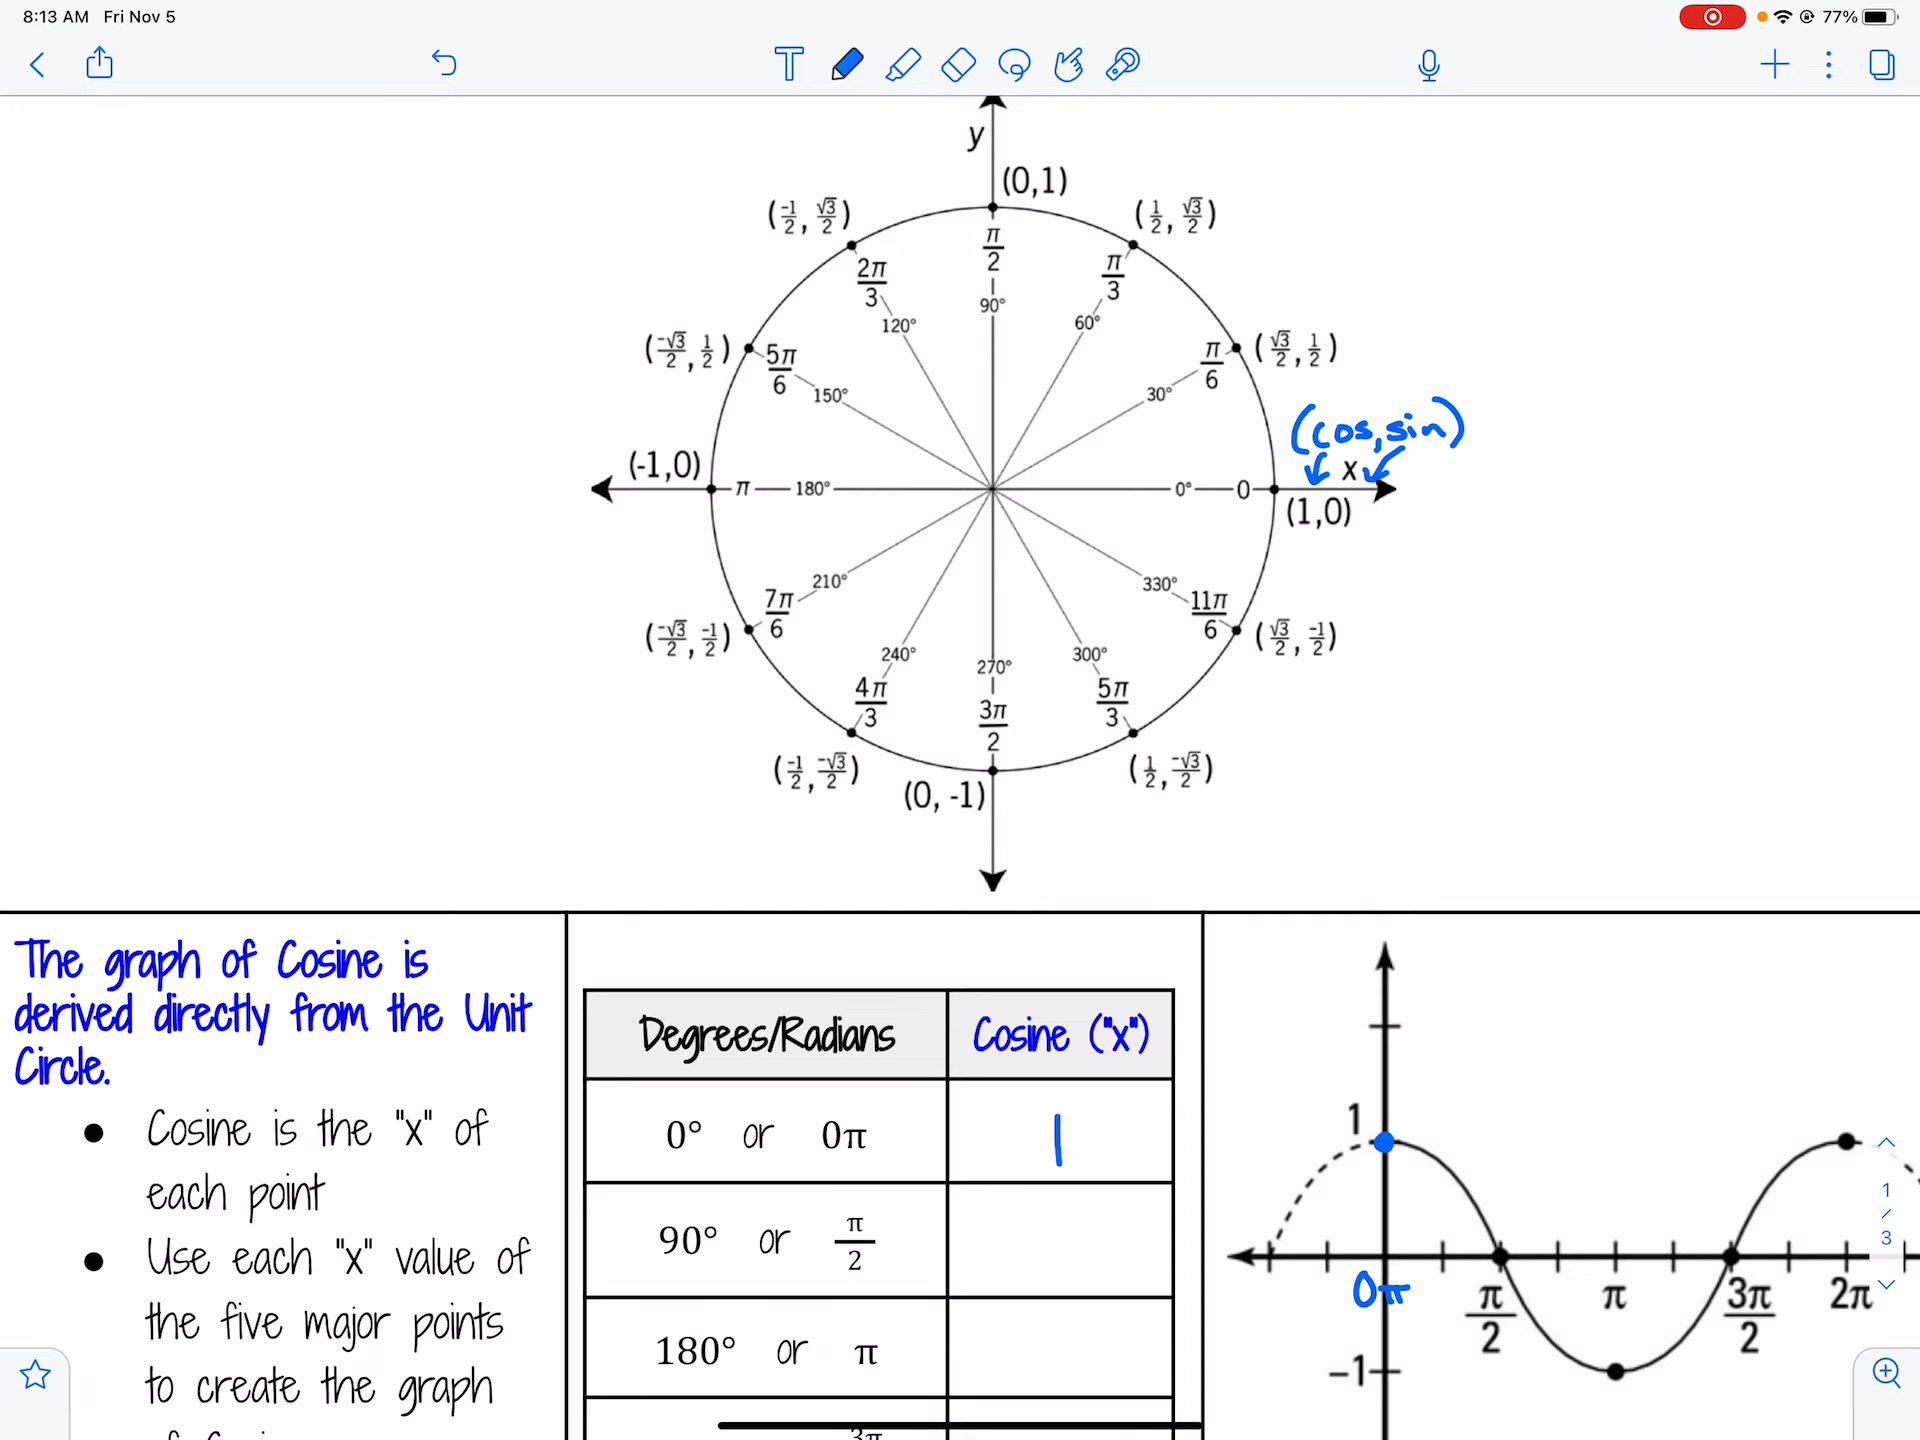 8:13 AM Fri Nov 5
77%
y
(0,1)
(-1/2, √3/2)
(1/2, √3/2)
π/2
2π/3
π/3
90°
120°
60°
(-√3/2, 1/2)
5π/6
π/6
(√3/2, 1/2)
150°
30°
(cos,sin)
(-1,0)
x
π 180° 0° 0
(1,0)
210°
330°
7π/6
11π/6
(-√3/2, -1/2)
(√3/2, -1/2)
240°
270°
300°
4π/3
3π/2
5π/3
(-1/2, -√3/2)
(0, -1)
(1/2, -√3/2)
The graph of Cosine is
derived directly from the Unit
Circle.
● Cosine is the "x" of
each point
● Use each "x" value of
the five major points
to create the graph
Degrees/Radians Cosine ("x")
0° or 0π 1
90° or π/2
180° or π
3π
1
0π π/2 π 3π/2 2π
-1
1
/
3